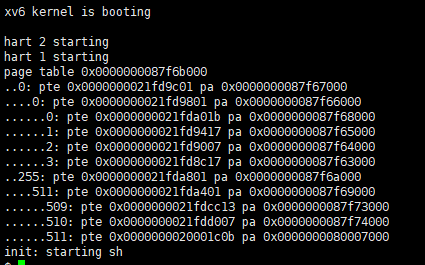 xv6 kernel is booting
hart 2 starting
hart 1 starting
page table 0x0000000087f6b000
..0: pte 0x0000000021fd9c01 pa 0x0000000087f67000
....0: pte 0x0000000021fd9801 pa 0x0000000087f66000
......0: pte 0x0000000021fda01b pa 0x0000000087f68000
......1: pte 0x0000000021fd9417 pa 0x0000000087f65000
......2: pte 0x0000000021fd9007 pa 0x0000000087f64000
......3: pte 0x0000000021fd8c17 pa 0x0000000087f63000
..255: pte 0x0000000021fda801 pa 0x0000000087f6a000
....511: pte 0x0000000021fda401 pa 0x0000000087f69000
......509: pte 0x0000000021fdcc13 pa 0x0000000087f73000
......510: pte 0x0000000021fdd007 pa 0x0000000087f74000
......511: pte 0x0000000020001c0b pa 0x0000000080007000
init: starting sh